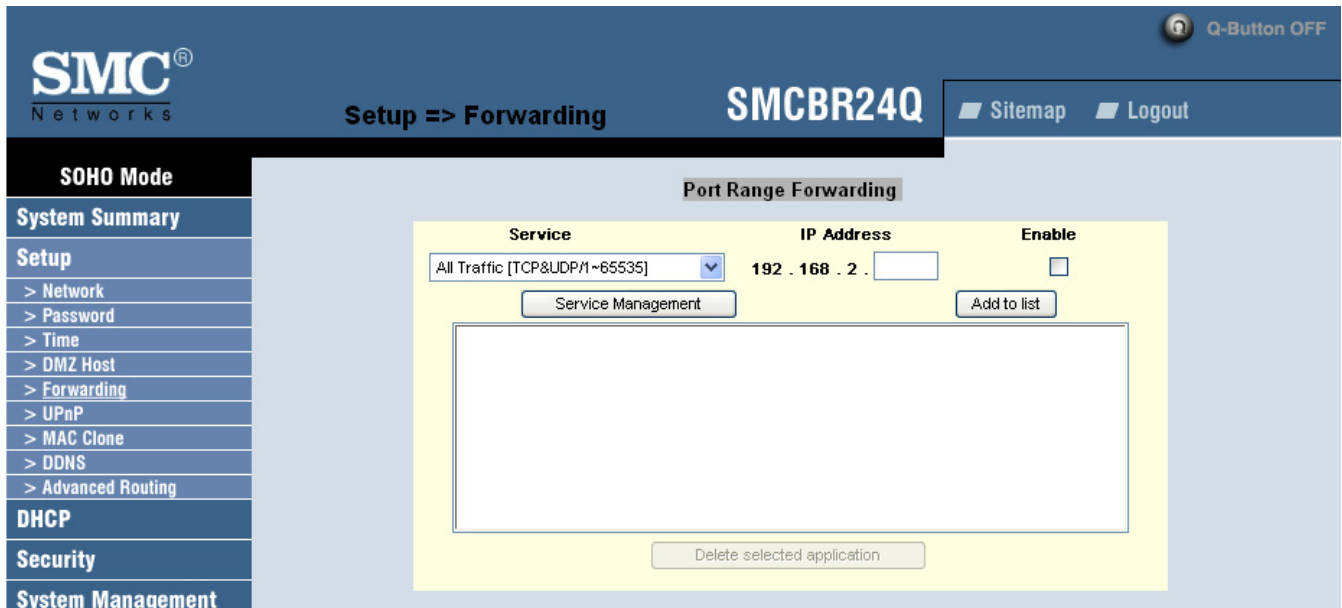 Q-Button OFF
SMC®
Networks
Setup => Forwarding
SMCBR24Q
Sitemap
Logout
SOHO Mode
System Summary
Setup
> Network
> Password
> Time
> DMZ Host
> Forwarding
> UPnP
> MAC Clone
> DDNS
> Advanced Routing
DHCP
Security
System Management
Port Range Forwarding
Service IP Address Enable
All Traffic [TCP&UDP/1~65535] 192 . 168 . 2 .
Service Management Add to list
Delete selected application